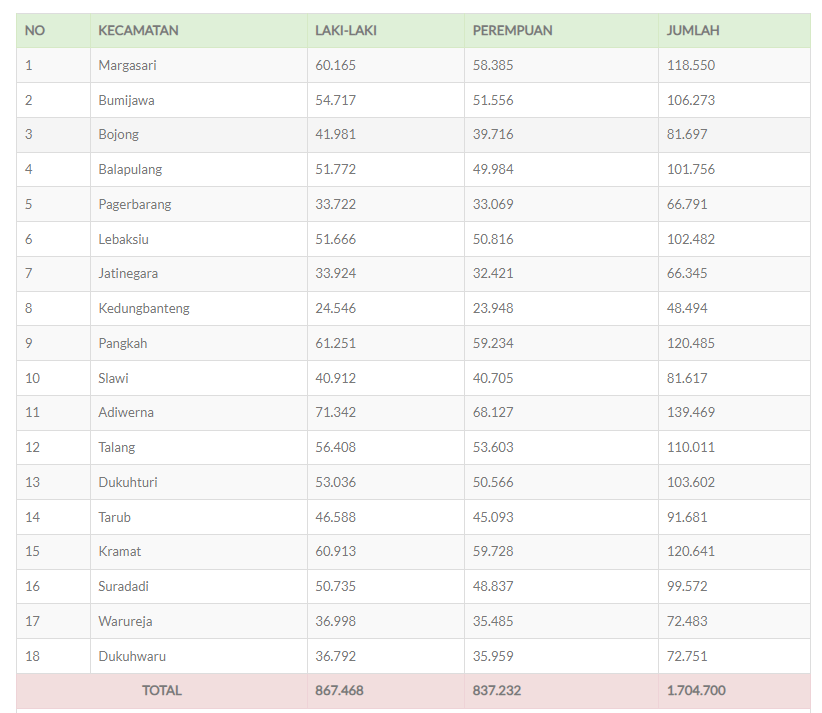 NO KECAMATAN LAKI-LAKI PEREMPUAN JUMLAH
1 Margasari 60.165 58.385 118.550
2 Bumijawa 54.717 51.556 106.273
3 Bojong 41.981 39.716 81.697
4 Balapulang 51.772 49.984 101.756
5 Pagerbarang 33.722 33.069 66.791
6 Lebaksiu 51.666 50.816 102.482
7 Jatinegara 33.924 32.421 66.345
8 Kedungbanteng 24.546 23.948 48.494
9 Pangkah 61.251 59.234 120.485
10 Slawi 40.912 40.705 81.617
11 Adiwerna 71.342 68.127 139.469
12 Talang 56.408 53.603 110.011
13 Dukuhturi 53.036 50.566 103.602
14 Tarub 46.588 45.093 91.681
15 Kramat 60.913 59.728 120.641
16 Suradadi 50.735 48.837 99.572
17 Warureja 36.998 35.485 72.483
18 Dukuhwaru 36.792 35.959 72.751
TOTAL 867.468 837.232 1.704.700